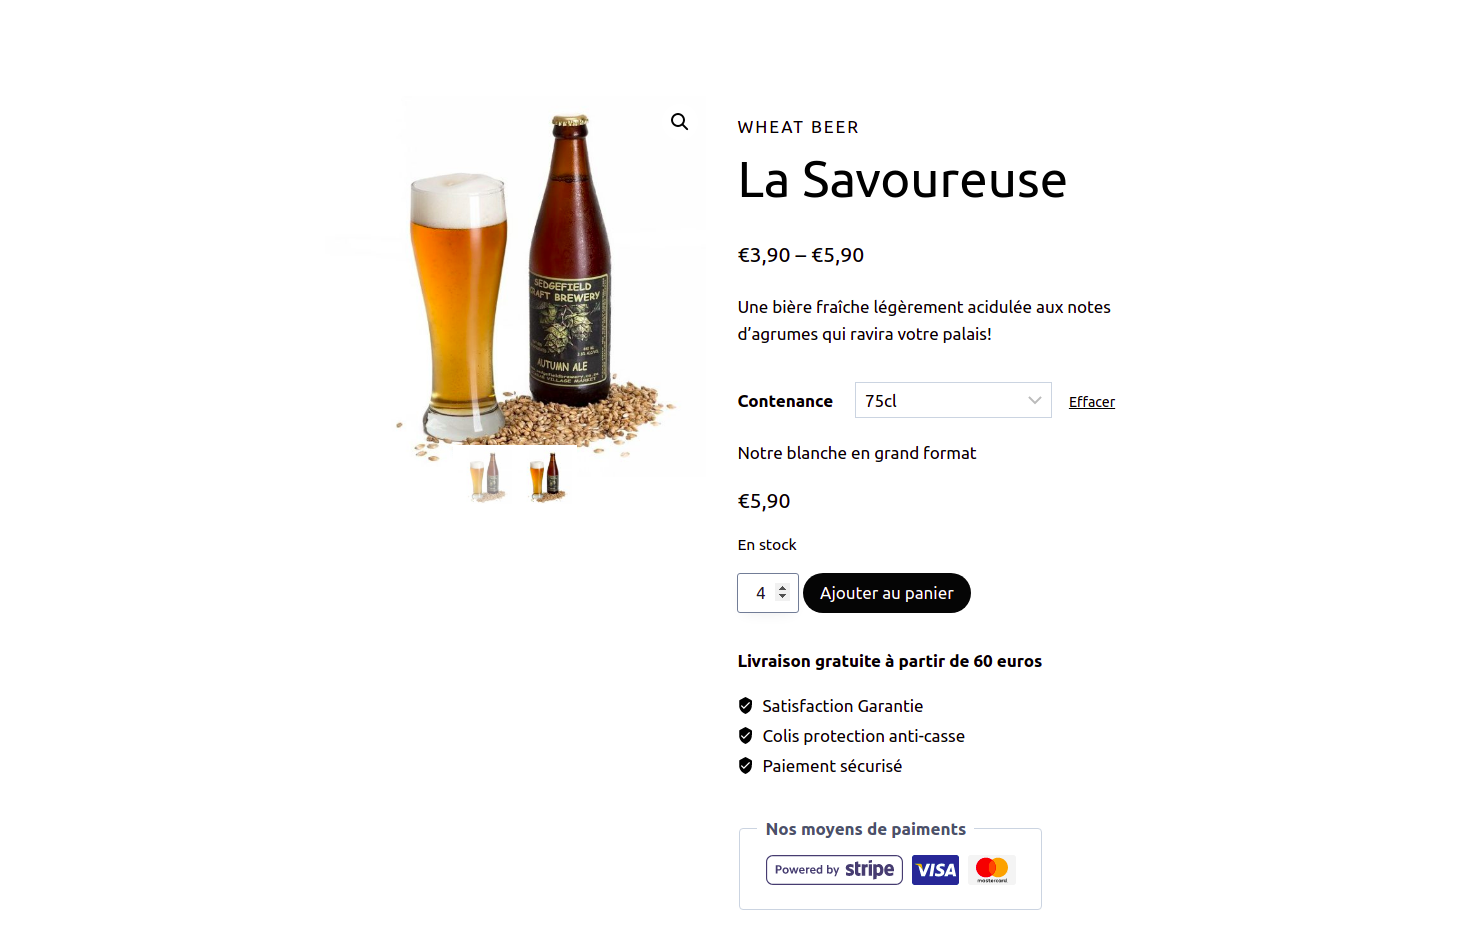 WHEAT BEER
La Savoureuse
€3,90 – €5,90
Une bière fraîche légèrement acidulée aux notes
d’agrumes qui ravira votre palais!
Contenance 75cl Effacer
Notre blanche en grand format
€5,90
En stock
4 Ajouter au panier
Livraison gratuite à partir de 60 euros
Satisfaction Garantie
Colis protection anti-casse
Paiement sécurisé
Nos moyens de paiments
Powered by stripe VISA mastercard
SEDGEFIELD
CRAFT BREWERY
AUTUMN ALE
VILLAGE MARKET